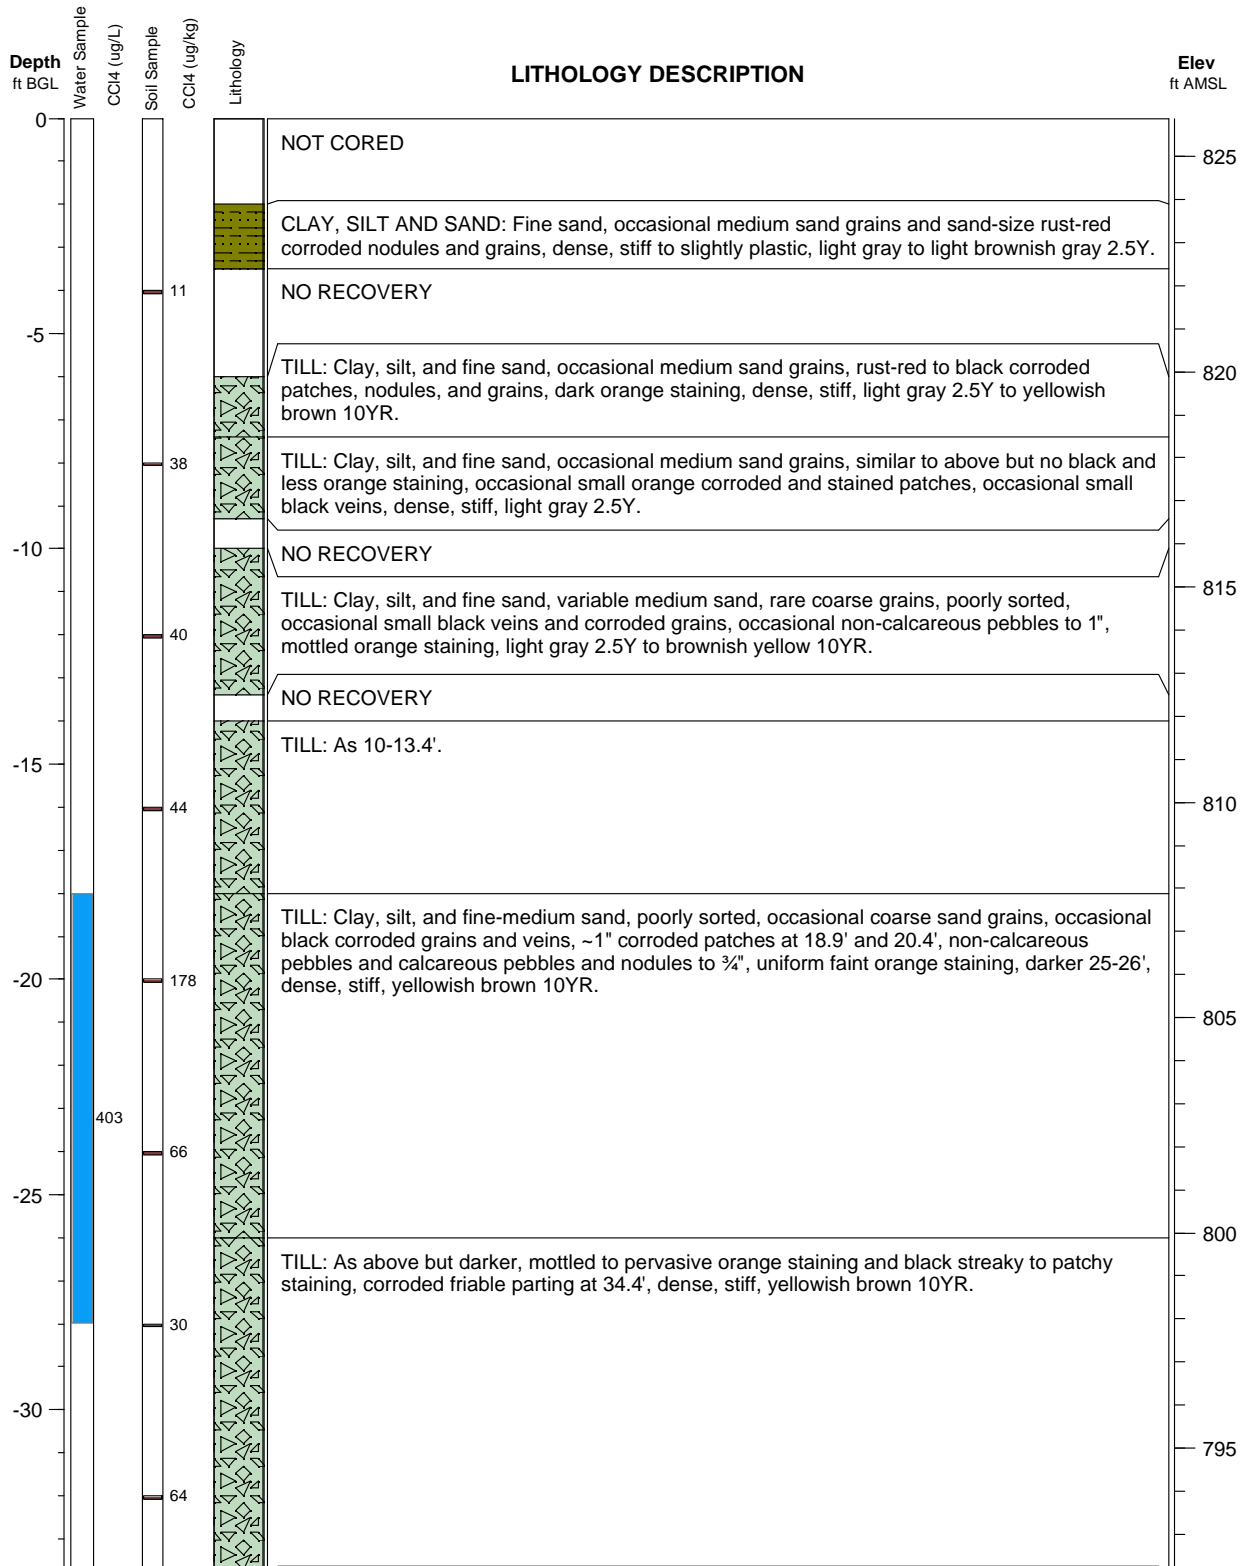 Depth
ft BGL
Water Sample
CCl4 (ug/L)
Soil Sample
CCl4 (ug/kg)
Lithology
LITHOLOGY DESCRIPTION
Elev
ft AMSL
0
NOT CORED
825
CLAY, SILT AND SAND: Fine sand, occasional medium sand grains and sand-size rust-red
corroded nodules and grains, dense, stiff to slightly plastic, light gray to light brownish gray 2.5Y.
11
NO RECOVERY
-5
TILL: Clay, silt, and fine sand, occasional medium sand grains, rust-red to black corroded
patches, nodules, and grains, dark orange staining, dense, stiff, light gray 2.5Y to yellowish
brown 10YR.
820
38
TILL: Clay, silt, and fine sand, occasional medium sand grains, similar to above but no black and
less orange staining, occasional small orange corroded and stained patches, occasional small
black veins, dense, stiff, light gray 2.5Y.
-10
NO RECOVERY
815
TILL: Clay, silt, and fine sand, variable medium sand, rare coarse grains, poorly sorted,
occasional small black veins and corroded grains, occasional non-calcareous pebbles to 1",
mottled orange staining, light gray 2.5Y to brownish yellow 10YR.
40
NO RECOVERY
TILL: As 10-13.4'.
-15
44
810
TILL: Clay, silt, and fine-medium sand, poorly sorted, occasional coarse sand grains, occasional
black corroded grains and veins, ~1" corroded patches at 18.9' and 20.4', non-calcareous
pebbles and calcareous pebbles and nodules to ¾", uniform faint orange staining, darker 25-26',
dense, stiff, yellowish brown 10YR.
-20
178
805
403
66
-25
800
TILL: As above but darker, mottled to pervasive orange staining and black streaky to patchy
staining, corroded friable parting at 34.4', dense, stiff, yellowish brown 10YR.
30
-30
795
64